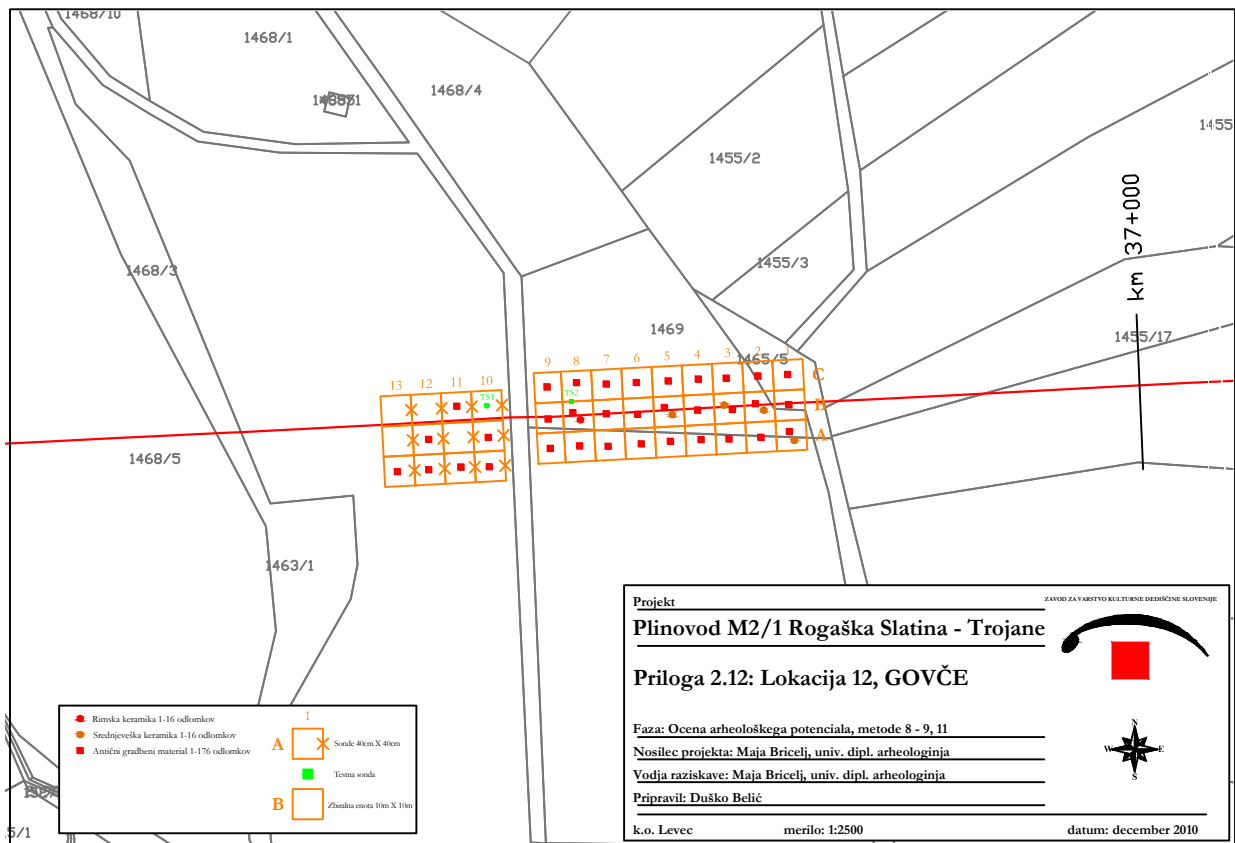 1468/10
1468/1
1468/4
1455/2
1455
1455/3
1468/3
km 37+000
1455/17
1469
1465/5
9 8 7 6 5 4 3 2 1
13 12 11 10
TS1
TS2
C
B
A
1468/5
1463/1
5/1
Rimska keramika 1-16 odlomkov
Srednjeveška keramika 1-16 odlomkov
Antični gradbeni material 1-176 odlomkov
1
A
Sonde 40cm X 40cm
Testna sonda
B
Zbiralna enota 10m X 10m
Projekt
Plinovod M2/1 Rogaška Slatina - Trojane
Priloga 2.12: Lokacija 12, GOVČE
Faza: Ocena arheološkega potenciala, metode 8 - 9, 11
Nosilec projekta: Maja Bricelj, univ. dipl. arheologinja
Vodja raziskave: Maja Bricelj, univ. dipl. arheologinja
Pripravil: Duško Belić
k.o. Levec merilo: 1:2500 datum: december 2010
ZAVOD ZA VARSTVO KULTURNE DEDIŠČINE SLOVENIJE
N
W E
S